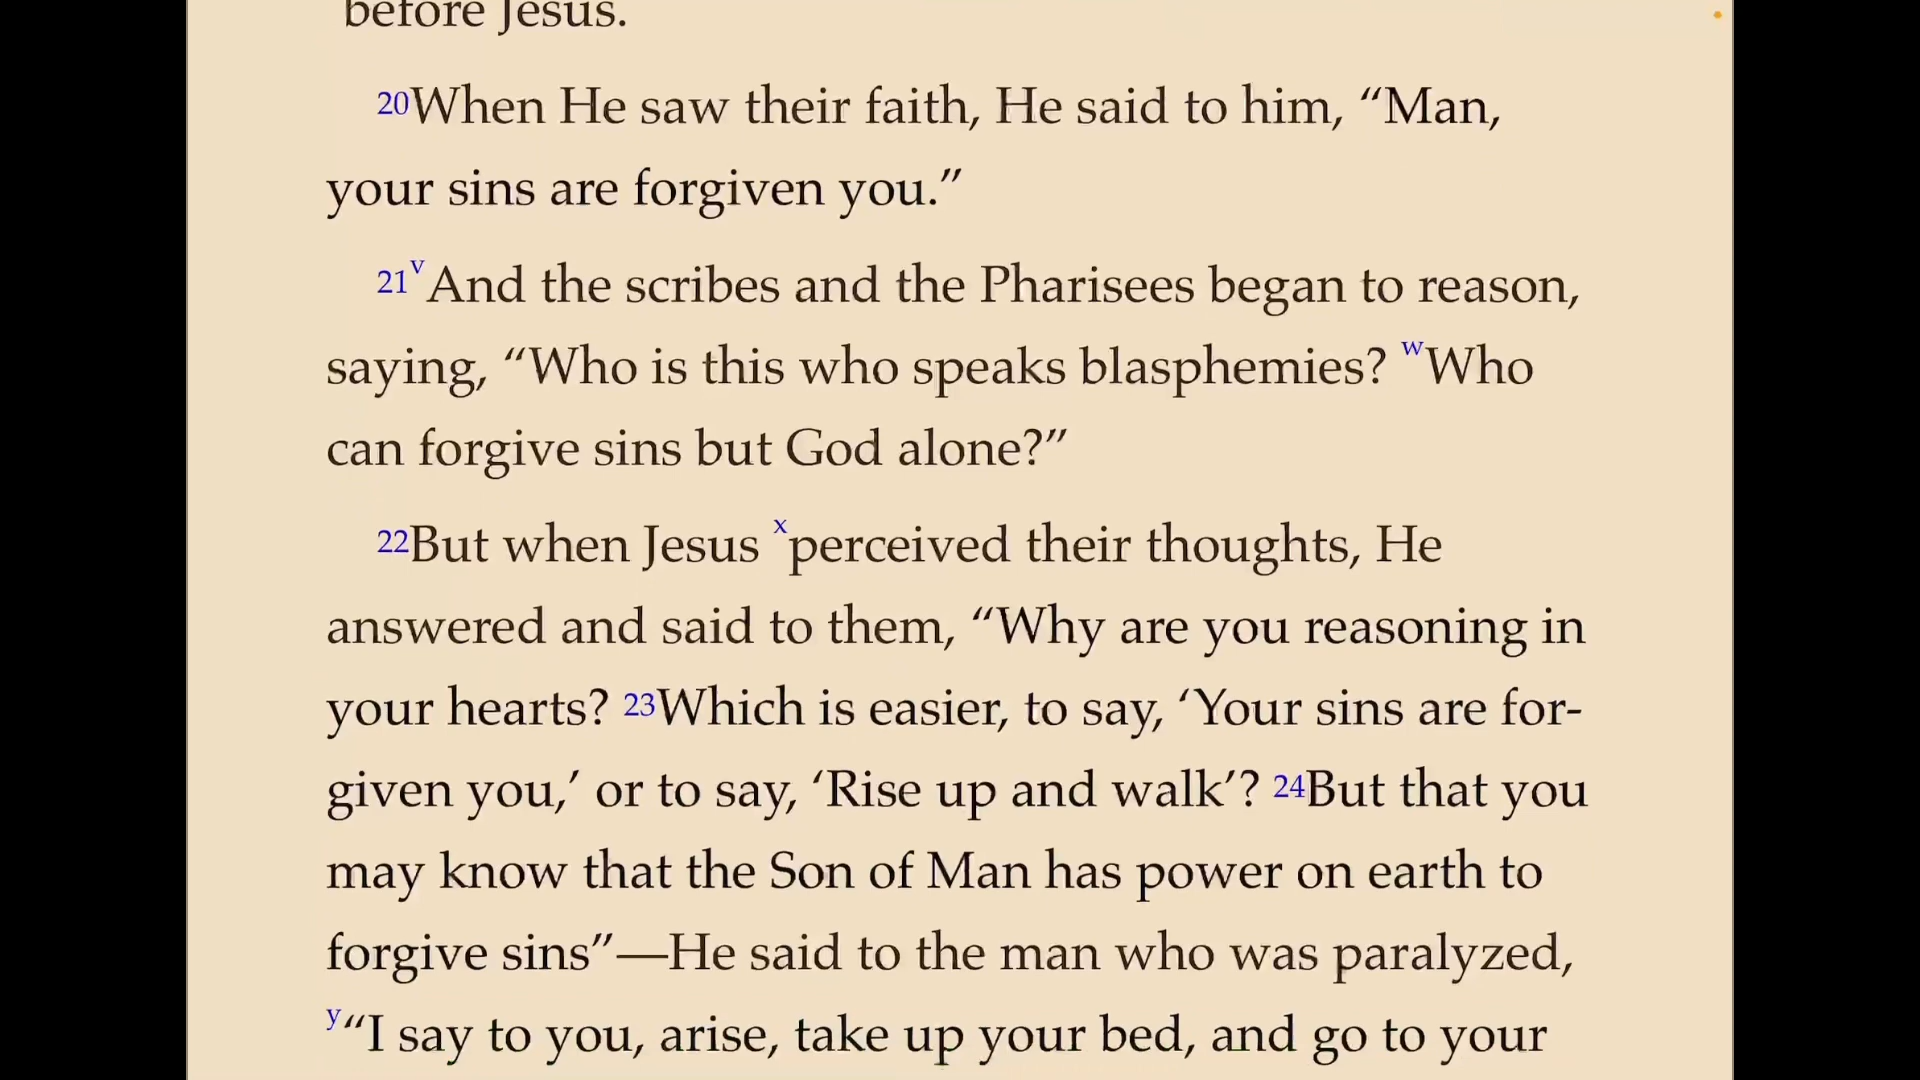 before Jesus.
20When He saw their faith, He said to him, “Man,
your sins are forgiven you.”
21vAnd the scribes and the Pharisees began to reason,
saying, “Who is this who speaks blasphemies? wWho
can forgive sins but God alone?”
22But when Jesus xperceived their thoughts, He
answered and said to them, “Why are you reasoning in
your hearts? 23Which is easier, to say, ‘Your sins are for-
given you,’ or to say, ‘Rise up and walk’? 24But that you
may know that the Son of Man has power on earth to
forgive sins”—He said to the man who was paralyzed,
y“I say to you, arise, take up your bed, and go to your